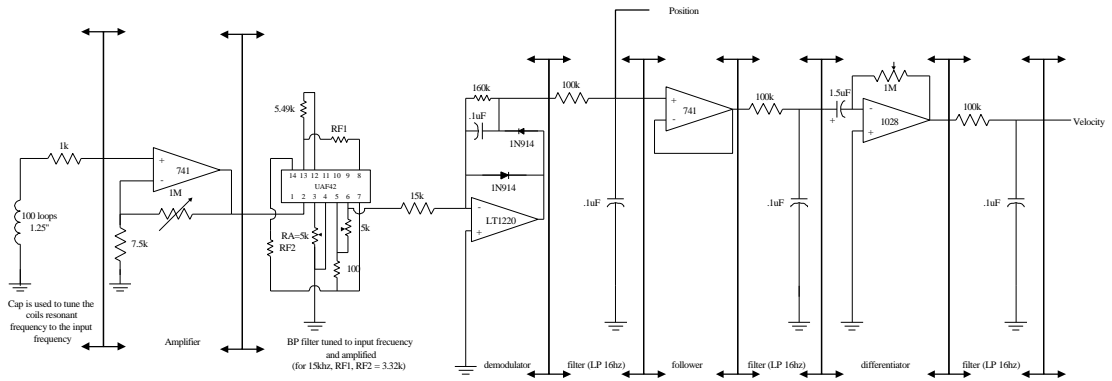 Position
160k
100k
.1uF
1N914
1N914
741
+
-
100k
1.5uF
+
1M
1028
-
+
100k
Velocity
5.49k
RF1
14 13 12 11 10 9 8
UAF42
1 2 3 4 5 6 7
1k
+
-
741
1M
7.5k
100 loops
1.25"
RF2
RA=5k
5k
100
15k
-
+
LT1220
.1uF
.1uF
.1uF
Cap is used to tune the
coils resonant
frequency to the input
frequency
Amplifier
BP filter tuned to input frecuency
and amplified
(for 15khz, RF1, RF2 = 3.32k)
demodulator
filter (LP 16hz)
follower
filter (LP 16hz)
differentiator
filter (LP 16hz)